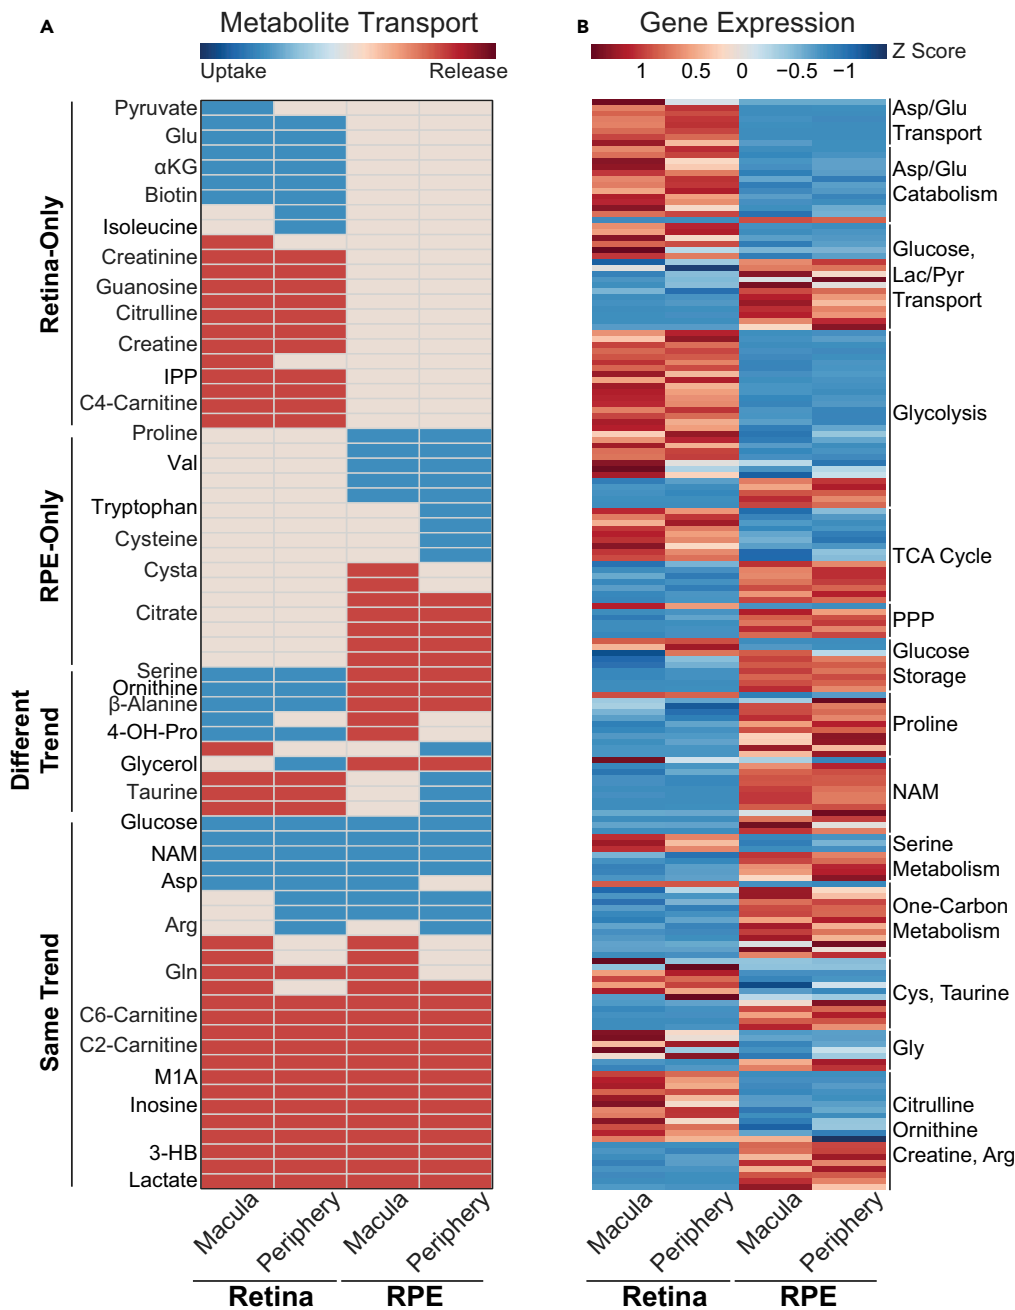 A
Metabolite Transport
Uptake
Release
Retina-Only
Pyruvate
Glu
αKG
Biotin
Isoleucine
Creatinine
Guanosine
Citrulline
Creatine
IPP
C4-Carnitine
RPE-Only
Proline
Val
Tryptophan
Cysteine
Cysta
Citrate
Different
Trend
Serine
Ornithine
β-Alanine
4-OH-Pro
Glycerol
Taurine
Same Trend
Glucose
NAM
Asp
Arg
Gln
C6-Carnitine
C2-Carnitine
M1A
Inosine
3-HB
Lactate
Macula
Periphery
Macula
Periphery
Retina
RPE
B
Gene Expression
Z Score
1 0.5 0 −0.5 −1
Asp/Glu
Transport
Asp/Glu
Catabolism
Glucose,
Lac/Pyr
Transport
Glycolysis
TCA Cycle
PPP
Glucose
Storage
Proline
NAM
Serine
Metabolism
One-Carbon
Metabolism
Cys, Taurine
Gly
Citrulline
Ornithine
Creatine, Arg
Macula
Periphery
Macula
Periphery
Retina
RPE